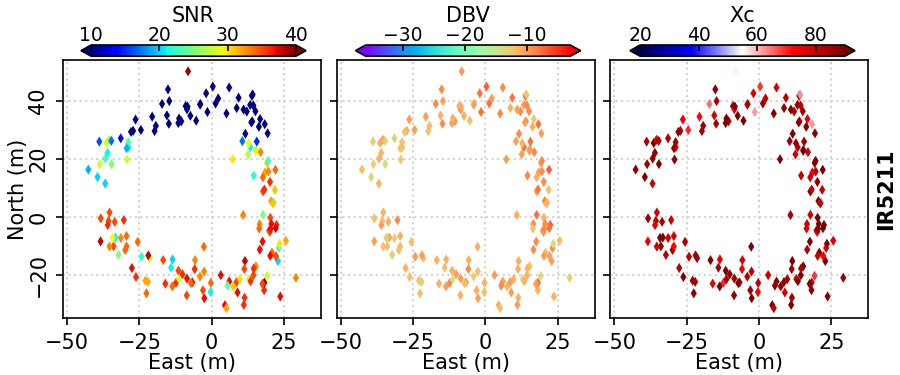 SNR DBV Xc
10 20 30 40 −30 −20 −10 20 40 60 80
40
20
0
−20
North (m)
−50 −25 0 25 −50 −25 0 25 −50 −25 0 25
East (m) East (m) East (m)
IR5211